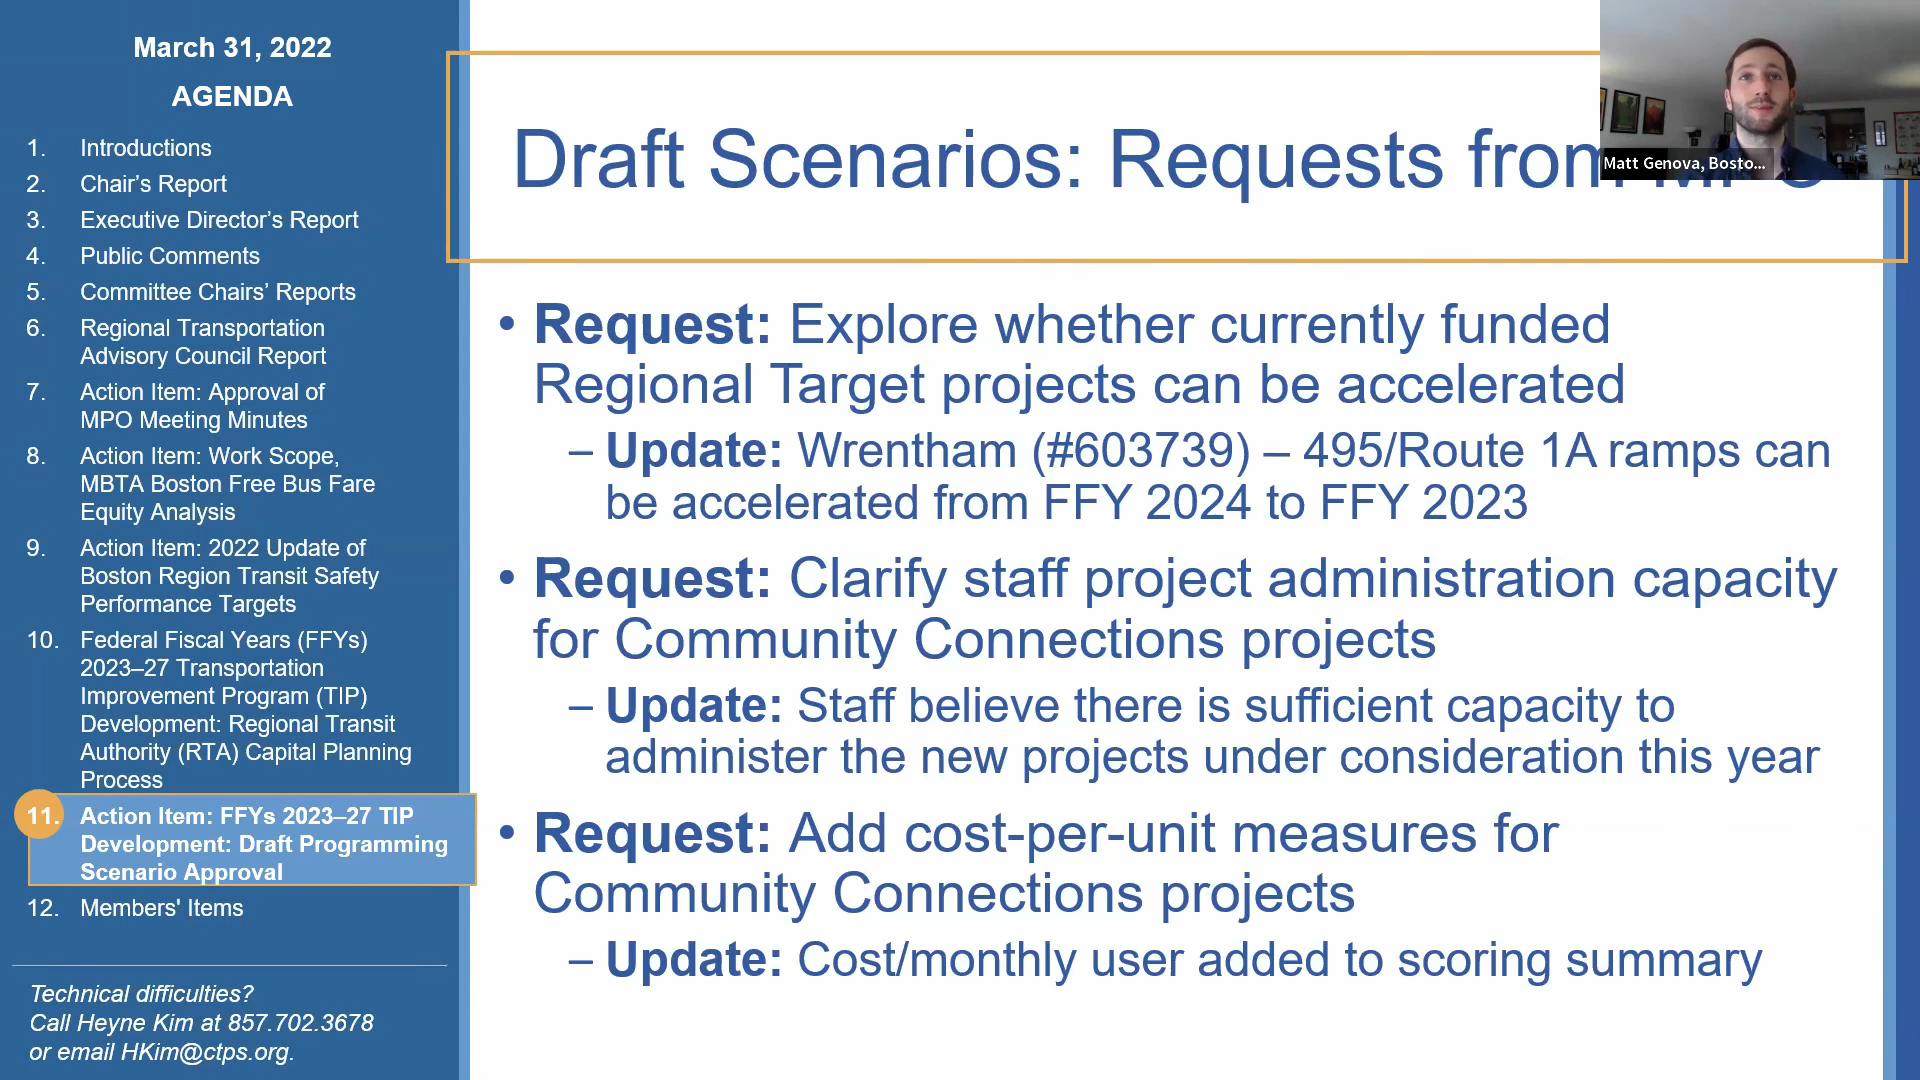 March 31, 2022
AGENDA
1. Introductions
2. Chair's Report
3. Executive Director's Report
4. Public Comments
5. Committee Chairs' Reports
6. Regional Transportation
Advisory Council Report
7. Action Item: Approval of
MPO Meeting Minutes
8. Action Item: Work Scope,
MBTA Boston Free Bus Fare
Equity Analysis
9. Action Item: 2022 Update of
Boston Region Transit Safety
Performance Targets
10. Federal Fiscal Years (FFYs)
2023–27 Transportation
Improvement Program (TIP)
Development: Regional Transit
Authority (RTA) Capital Planning
Process
11. Action Item: FFYs 2023–27 TIP
Development: Draft Programming
Scenario Approval
12. Members' Items
Technical difficulties?
Call Heyne Kim at 857.702.3678
or email HKim@ctps.org.
Draft Scenarios: Requests from
Matt Genova, Bosto...
• Request: Explore whether currently funded
Regional Target projects can be accelerated
– Update: Wrentham (#603739) – 495/Route 1A ramps can
be accelerated from FFY 2024 to FFY 2023
• Request: Clarify staff project administration capacity
for Community Connections projects
– Update: Staff believe there is sufficient capacity to
administer the new projects under consideration this year
• Request: Add cost-per-unit measures for
Community Connections projects
– Update: Cost/monthly user added to scoring summary